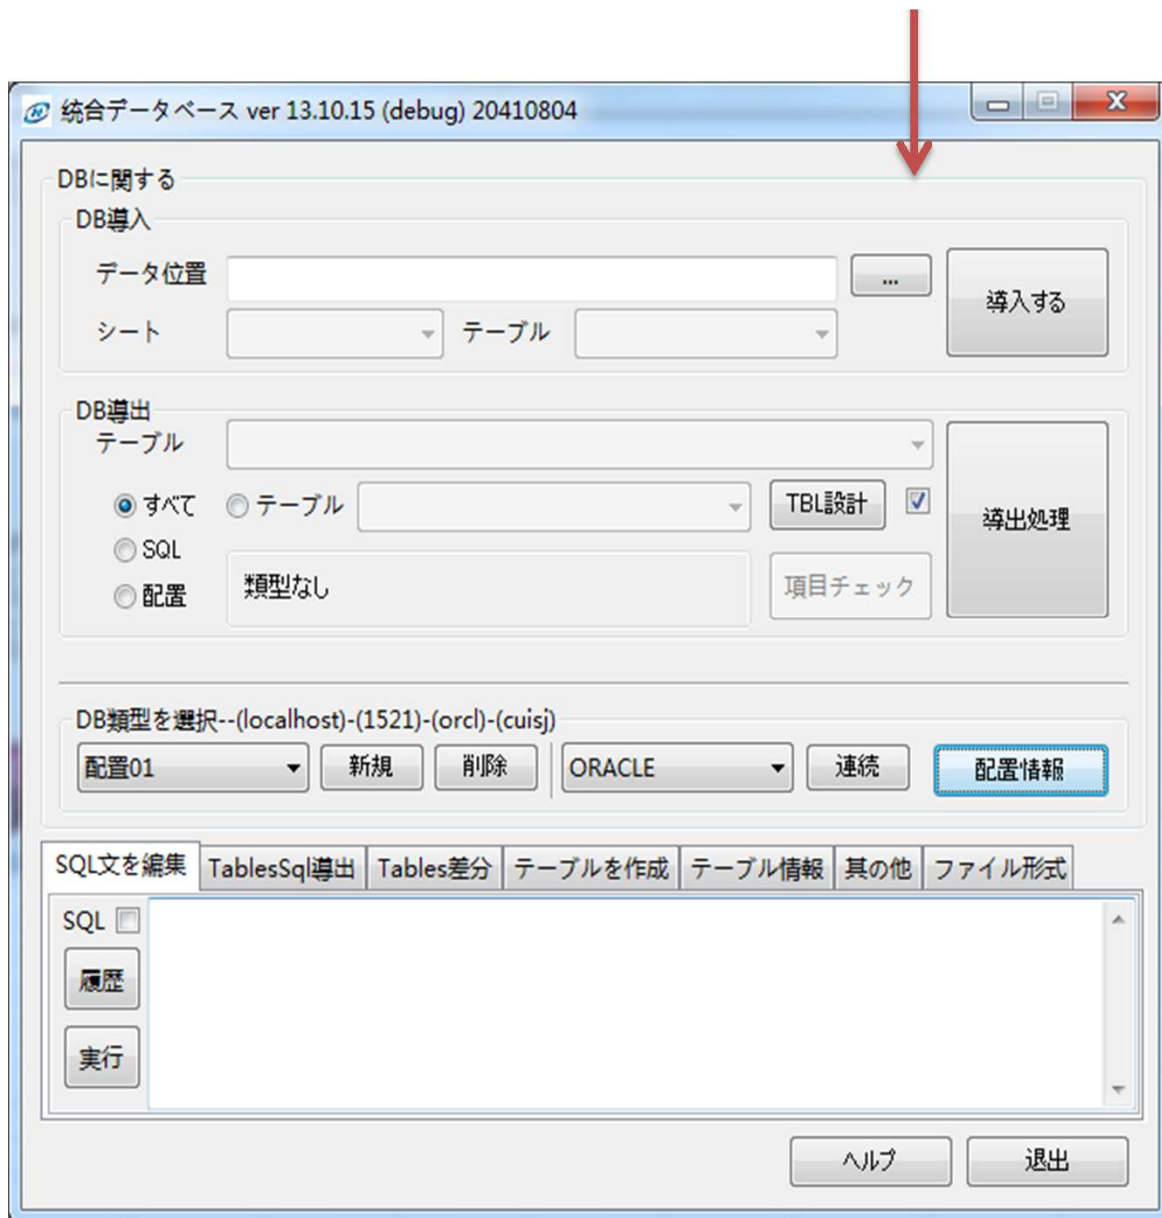 統合データベース ver 13.10.15 (debug) 20410804
DBに関する
DB導入
データ位置
...
導入する
シート
テーブル
DB導出
テーブル
すべて
テーブル
TBL設計
導出処理
SQL
配置
類型なし
項目チェック
DB類型を選択--(localhost)-(1521)-(orcl)-(cuisj)
配置01
新規
削除
ORACLE
連続
配置情報
SQL文を編集
TablesSql導出
Tables差分
テーブルを作成
テーブル情報
其の他
ファイル形式
SQL
履歴
実行
ヘルプ
退出